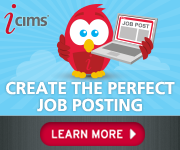 icims
JOB POST
CREATE THE PERFECT
JOB POSTING
LEARN MORE